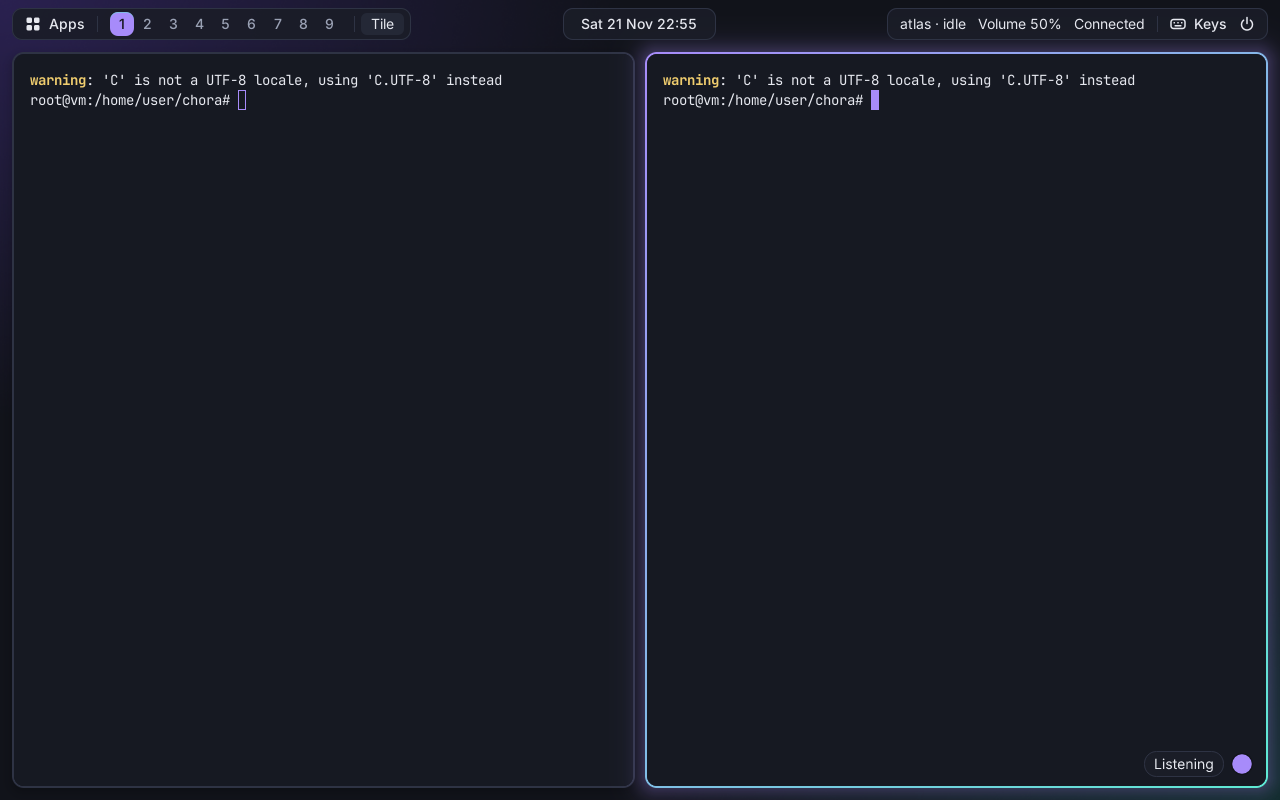 Apps 1 2 3 4 5 6 7 8 9 Tile
Sat 21 Nov 22:55
atlas · idle Volume 50% Connected Keys
warning: 'C' is not a UTF-8 locale, using 'C.UTF-8' instead
root@vm:/home/user/chora#
warning: 'C' is not a UTF-8 locale, using 'C.UTF-8' instead
root@vm:/home/user/chora#
Listening